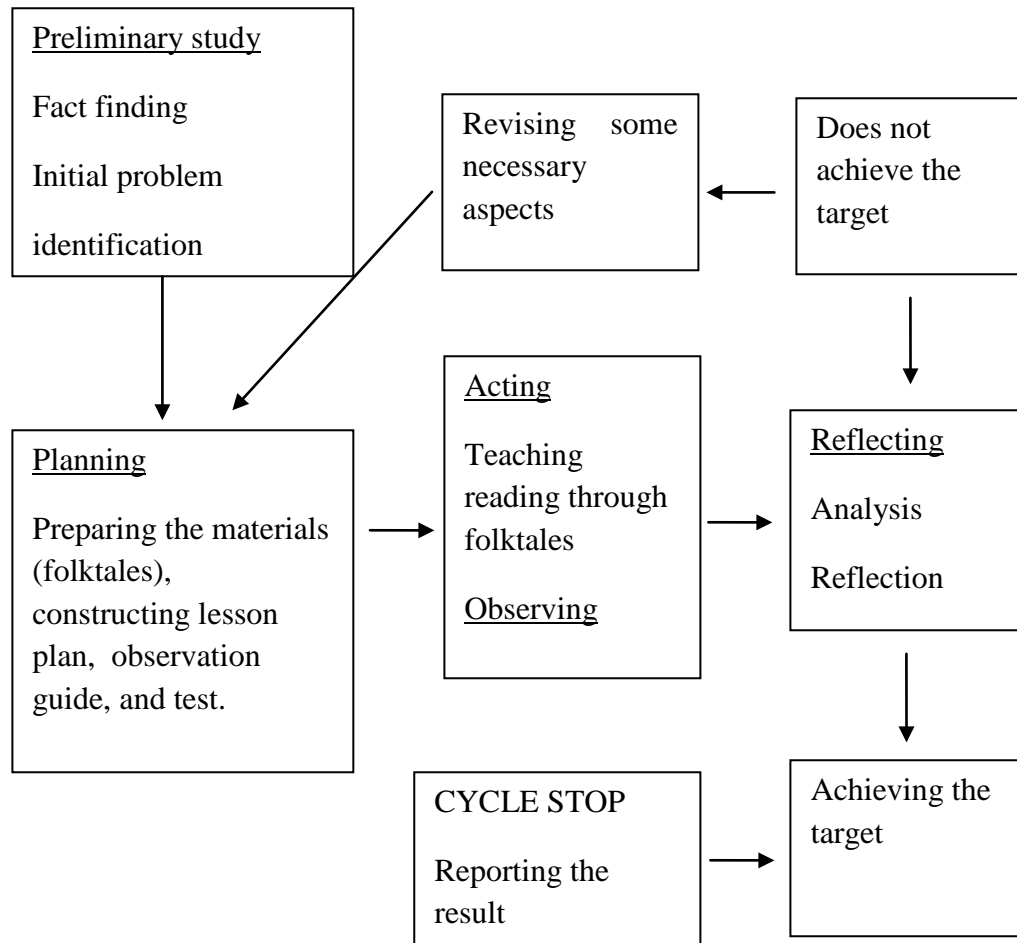 Preliminary study
Fact finding
Initial problem
identification
Revising some
necessary
aspects
Does not
achieve the
target
Planning
Preparing the materials
(folktales),
constructing lesson
plan, observation
guide, and test.
Acting
Teaching
reading through
folktales
Observing
Reflecting
Analysis
Reflection
CYCLE STOP
Reporting the
result
Achieving the
target